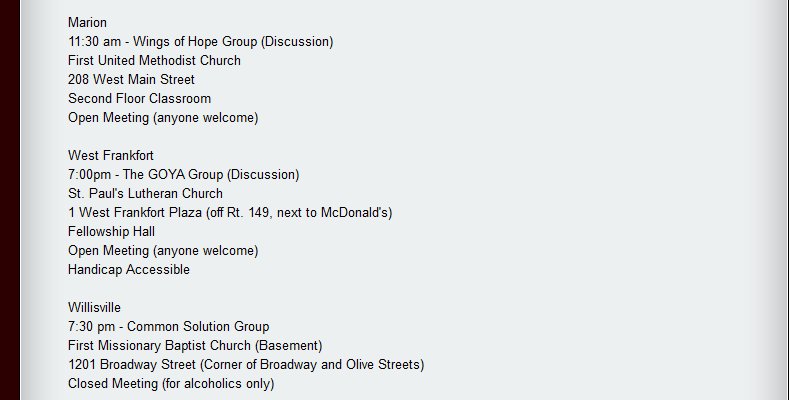 Marion
11:30 am - Wings of Hope Group (Discussion)
First United Methodist Church
208 West Main Street
Second Floor Classroom
Open Meeting (anyone welcome)
West Frankfort
7:00pm - The GOYA Group (Discussion)
St. Paul's Lutheran Church
1 West Frankfort Plaza (off Rt. 149, next to McDonald's)
Fellowship Hall
Open Meeting (anyone welcome)
Handicap Accessible
Willisville
7:30 pm - Common Solution Group
First Missionary Baptist Church (Basement)
1201 Broadway Street (Corner of Broadway and Olive Streets)
Closed Meeting (for alcoholics only)